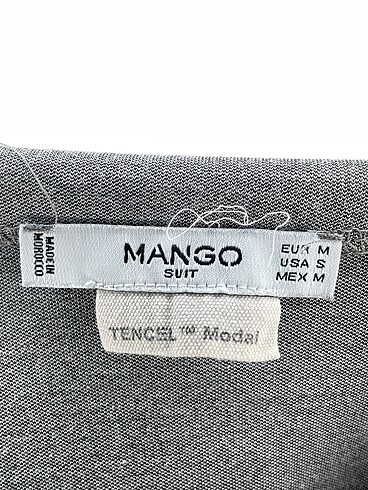 MADE IN
MOROCCO
MANGO
SUIT
EUR M
USA S
MEX M
TENCEL™ Modal